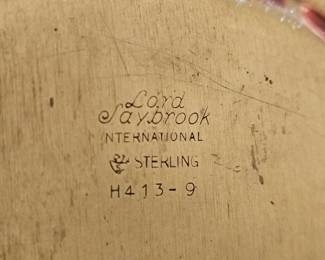 Lord
Saybrook
INTERNATIONAL
STERLING
H413-9